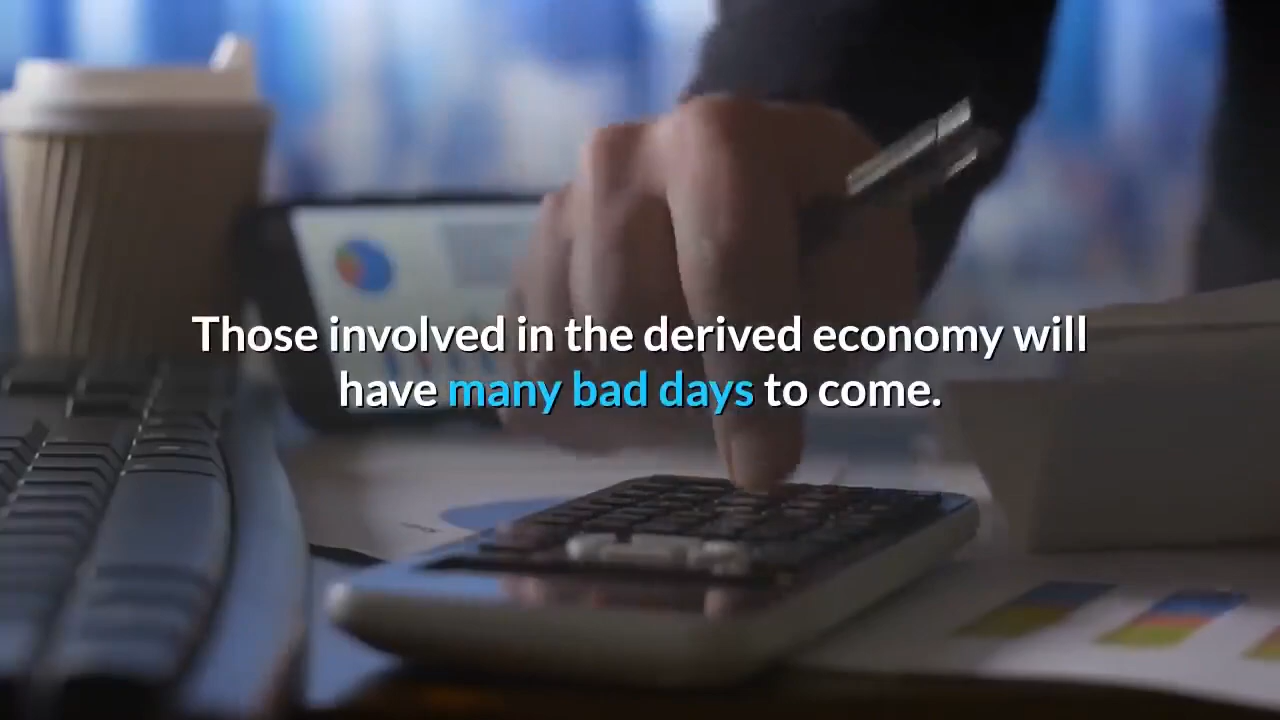 Those involved in the derived economy will
have many bad days to come.